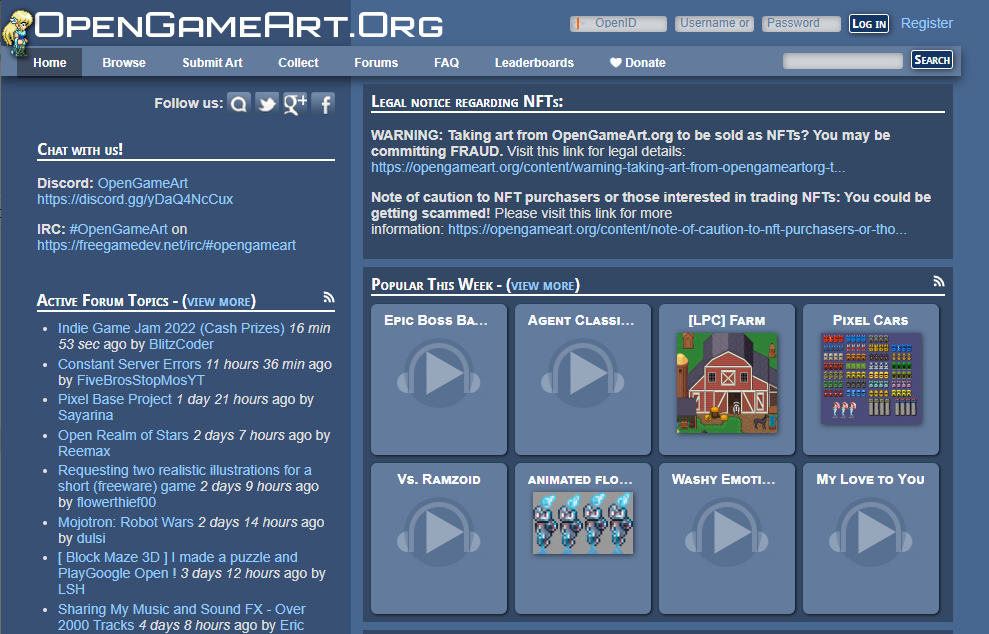 OpenGameArt.Org
OpenID
Username or
Password
Log in
Register
Home
Browse
Submit Art
Collect
Forums
FAQ
Leaderboards
Donate
Search
Follow us:
Chat with us!
Discord: OpenGameArt
https://discord.gg/yDaQ4NcCux
IRC: #OpenGameArt on
https://freegamedev.net/irc/#opengameart
Active Forum Topics - (view more)
Indie Game Jam 2022 (Cash Prizes) 16 min
53 sec ago by BlitzCoder
Constant Server Errors 11 hours 36 min ago
by FiveBrosStopMosYT
Pixel Base Project 1 day 21 hours ago by
Sayarina
Open Realm of Stars 2 days 7 hours ago by
Reemax
Requesting two realistic illustrations for a
short (freeware) game 2 days 9 hours ago
by flowerthief00
Mojotron: Robot Wars 2 days 14 hours ago
by dulsi
[ Block Maze 3D ] I made a puzzle and
PlayGoogle Open ! 3 days 12 hours ago by
LSH
Sharing My Music and Sound FX - Over
2000 Tracks 4 days 8 hours ago by Eric
Legal notice regarding NFTs:
WARNING: Taking art from OpenGameArt.org to be sold as NFTs? You may be
committing FRAUD. Visit this link for legal details:
https://opengameart.org/content/warning-taking-art-from-opengameartorg-t...
Note of caution to NFT purchasers or those interested in trading NFTs: You could be
getting scammed! Please visit this link for more
information: https://opengameart.org/content/note-of-caution-to-nft-purchasers-or-tho...
Popular This Week - (view more)
Epic Boss Ba...
Agent Classi...
[LPC] Farm
Pixel Cars
Vs. Ramzoid
animated flo...
Washy Emoti...
My Love to You